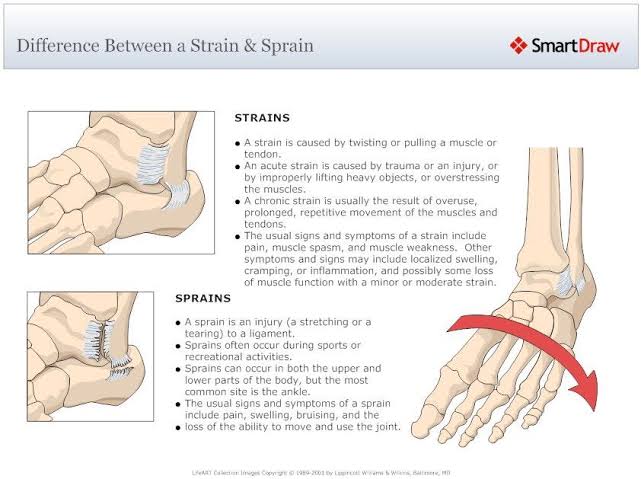 Difference Between a Strain & Sprain
SmartDraw
STRAINS
● A strain is caused by twisting or pulling a muscle or
tendon.
● An acute strain is caused by trauma or an injury, or
by improperly lifting heavy objects, or overstressing
the muscles.
● A chronic strain is usually the result of overuse,
prolonged, repetitive movement of the muscles and
tendons.
● The usual signs and symptoms of a strain include
pain, muscle spasm, and muscle weakness. Other
symptoms and signs may include localized swelling,
cramping, or inflammation, and possibly some loss
of muscle function with a minor or moderate strain.
SPRAINS
● A sprain is an injury (a stretching or a
tearing) to a ligament.
● Sprains often occur during sports or
recreational activities.
● Sprains can occur in both the upper and
lower parts of the body, but the most
common site is the ankle.
● The usual signs and symptoms of a sprain
include pain, swelling, bruising, and the
● loss of the ability to move and use the joint.
LifeART Collection Images Copyright © 1989-2001 by Lippincott Williams & Wilkins, Baltimore, MD